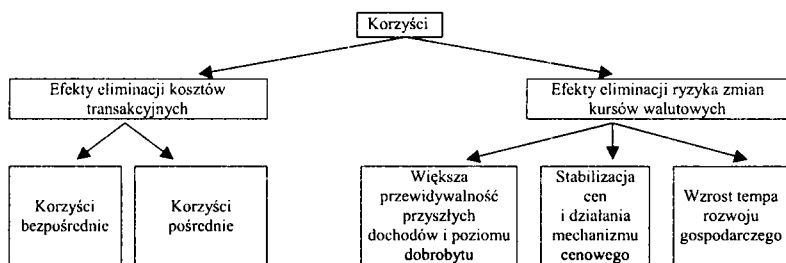 Korzyści
Efekty eliminacji kosztów
transakcyjnych
Efekty eliminacji ryzyka zmian
kursów walutowych
Korzyści
bezpośrednie
Korzyści
pośrednie
Większa
przewidywalność
przyszłych
dochodów i poziomu
dobrobytu
Stabilizacja
cen
i działania
mechanizmu
cenowego
Wzrost tempa
rozwoju
gospodarczego